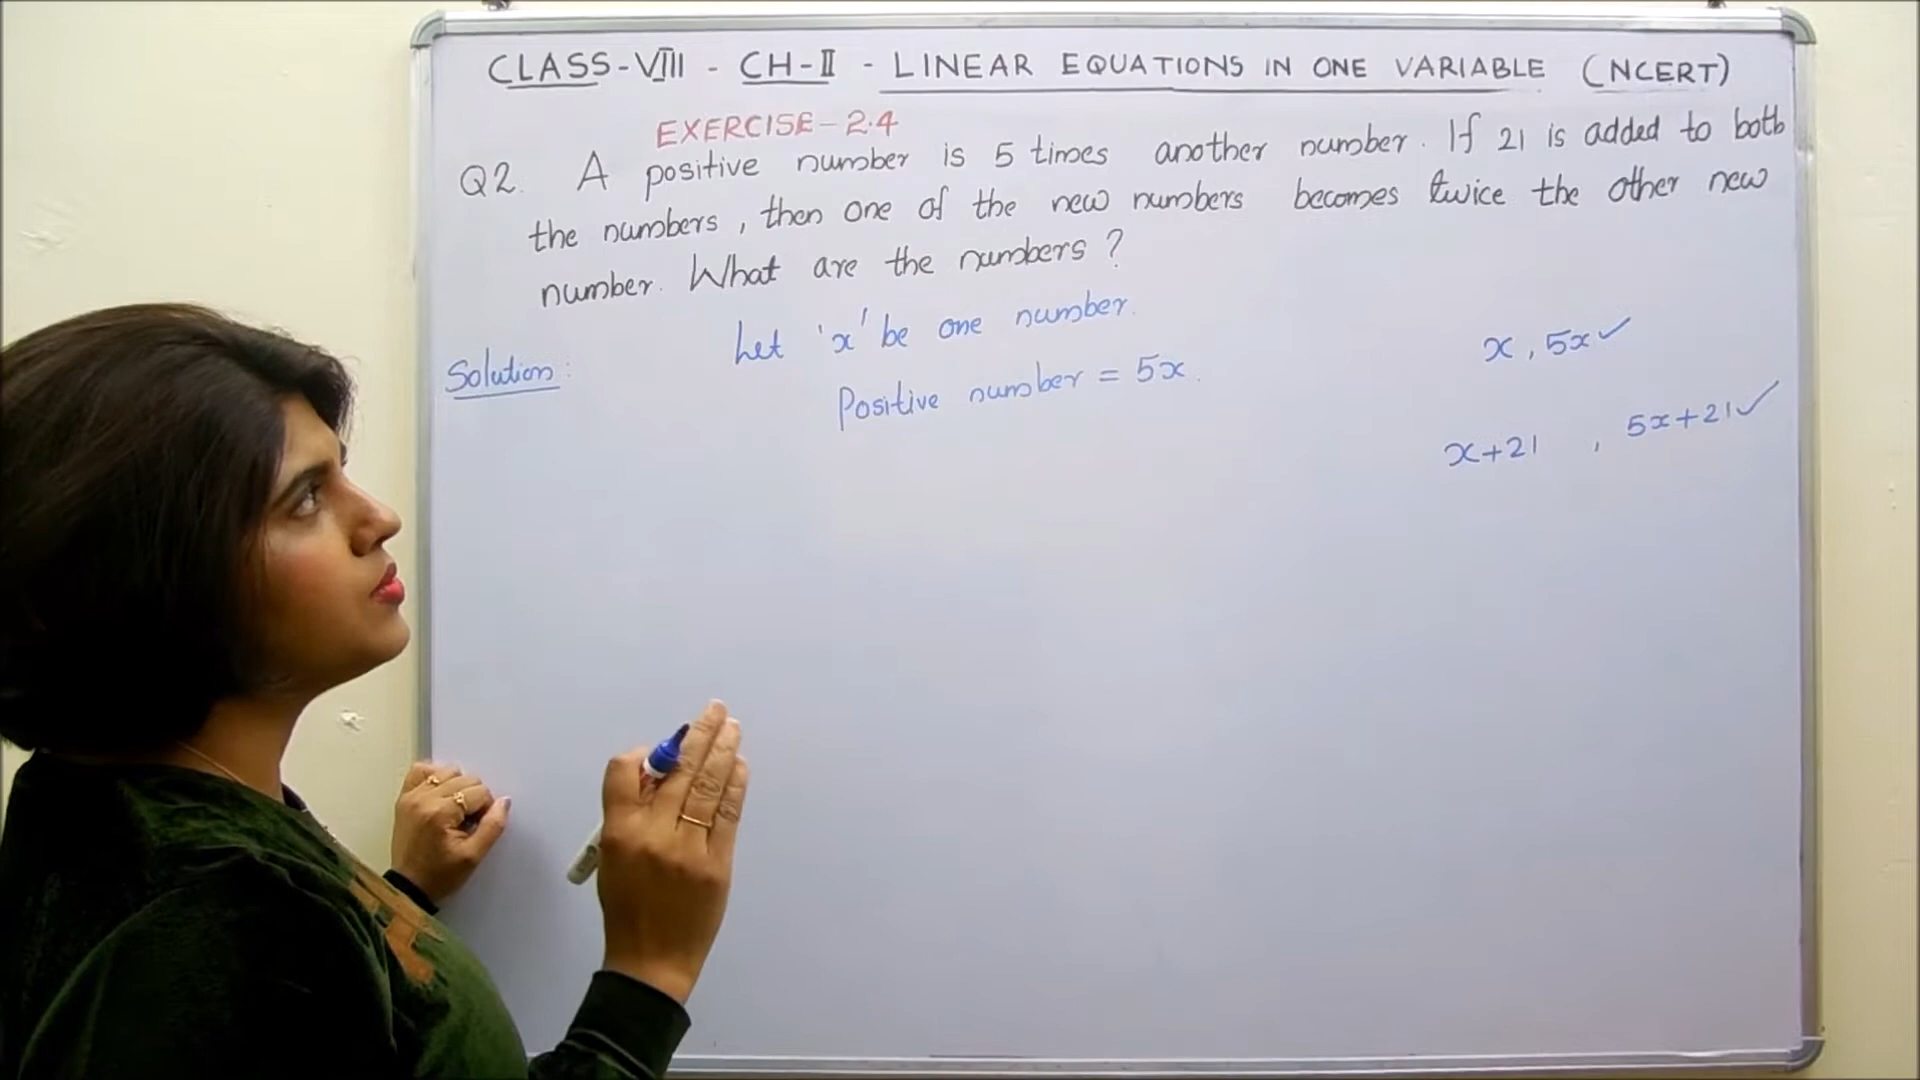 CLASS-VIII - CH-II - LINEAR EQUATIONS IN ONE VARIABLE (NCERT)
EXERCISE-2.4
Q2. A positive number is 5 times another number. If 21 is added to both
the numbers, then one of the new numbers becomes twice the other new
number. What are the numbers?
Solution:
Let 'x' be one number.
Positive number = 5x.
x, 5x ✓
x+21 , 5x+21 ✓